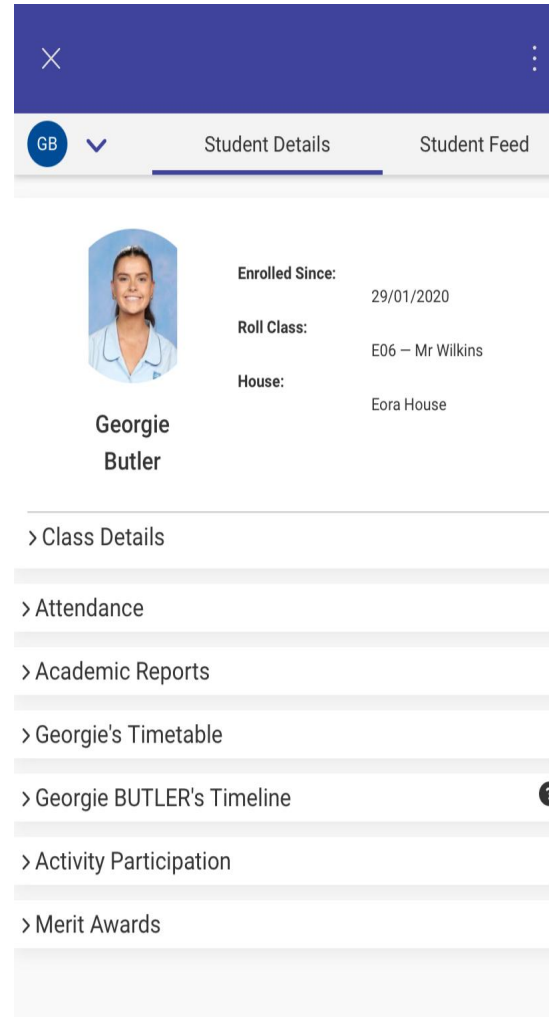 GB
Student Details
Student Feed
Enrolled Since:
29/01/2020
Roll Class:
E06 – Mr Wilkins
House:
Eora House
Georgie
Butler
> Class Details
> Attendance
> Academic Reports
> Georgie's Timetable
> Georgie BUTLER's Timeline
> Activity Participation
> Merit Awards